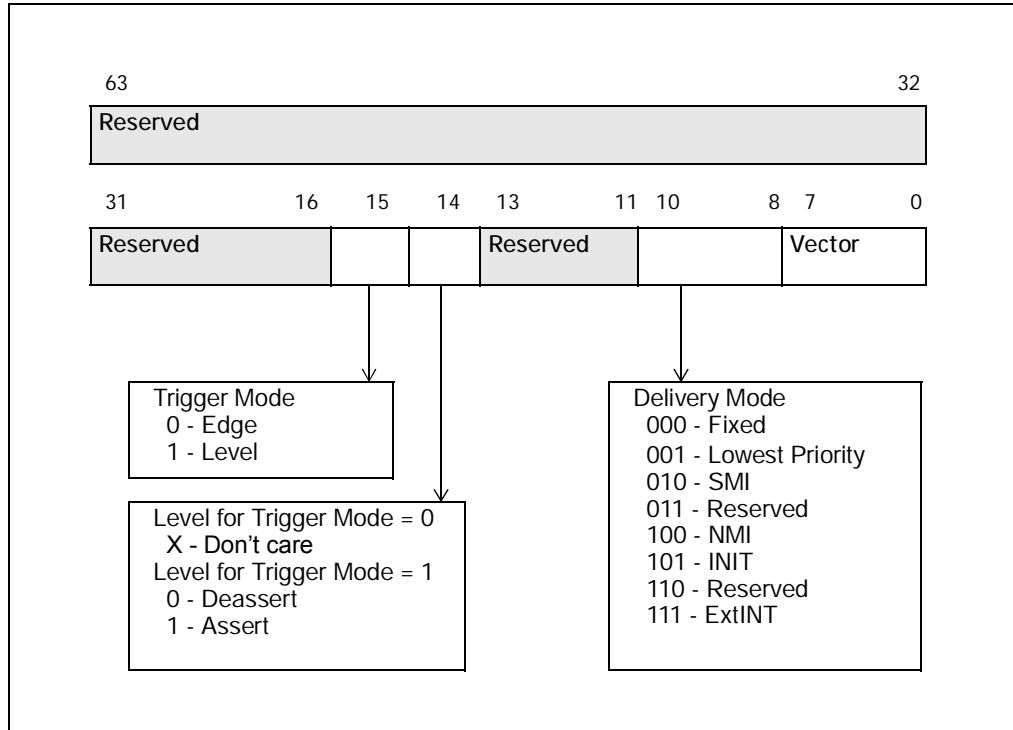 63 32
Reserved
31 16 15 14 13 11 10 8 7 0
Reserved Reserved Vector
Trigger Mode
0 - Edge
1 - Level
Level for Trigger Mode = 0
X - Don't care
Level for Trigger Mode = 1
0 - Deassert
1 - Assert
Delivery Mode
000 - Fixed
001 - Lowest Priority
010 - SMI
011 - Reserved
100 - NMI
101 - INIT
110 - Reserved
111 - ExtINT